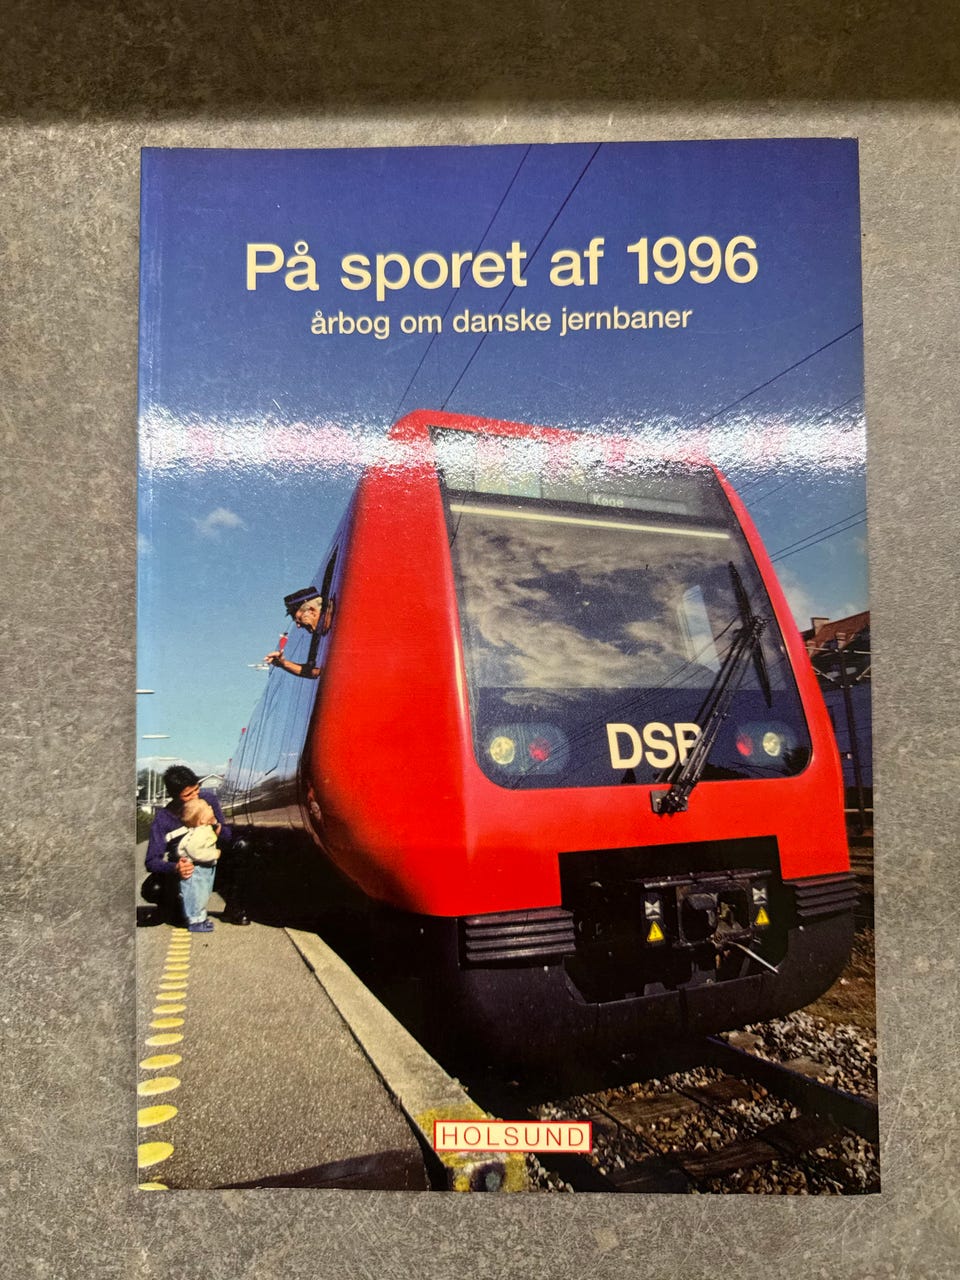 På sporet af 1996
årbog om danske jernbaner
Køge
DSB
HOLSUND